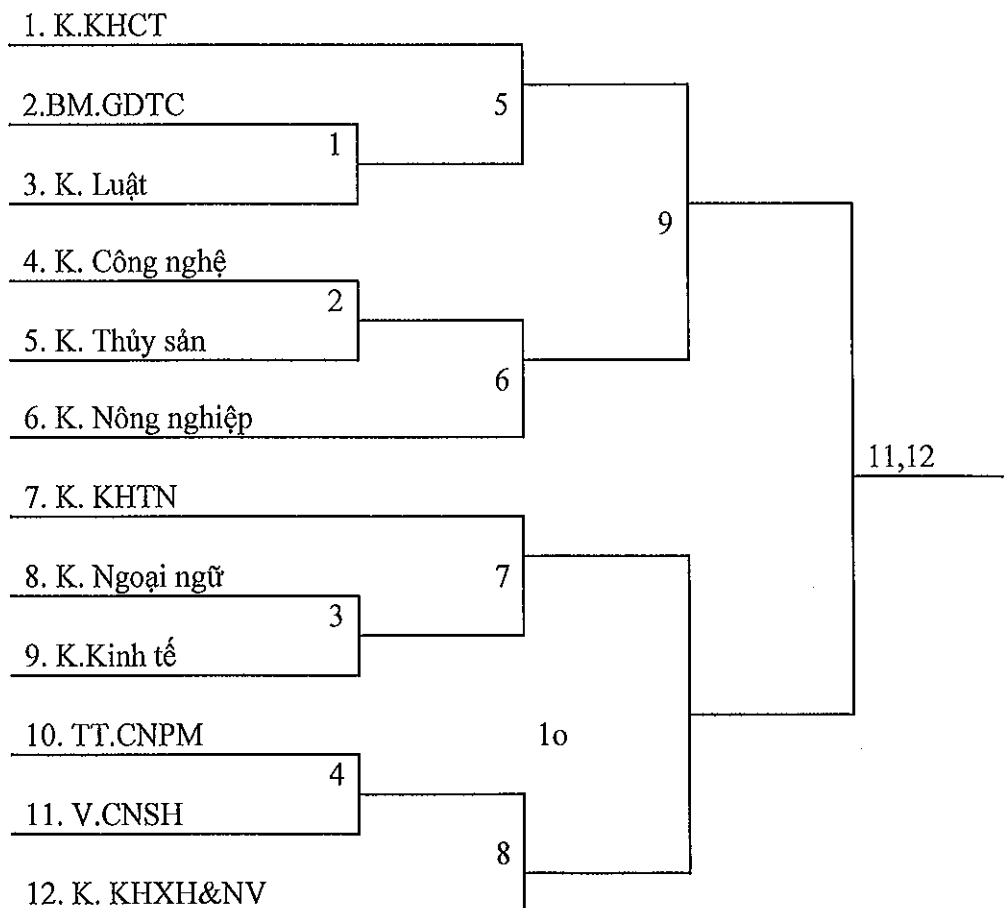 1. K.KHCT
2.BM.GDTC
1
5
3. K. Luật
9
4. K. Công nghệ
2
5. K. Thủy sản
6
6. K. Nông nghiệp
11,12
7. K. KHTN
8. K. Ngoại ngữ
7
3
9. K.Kinh tế
10. TT.CNPM
1o
4
11. V.CNSH
8
12. K. KHXH&NV